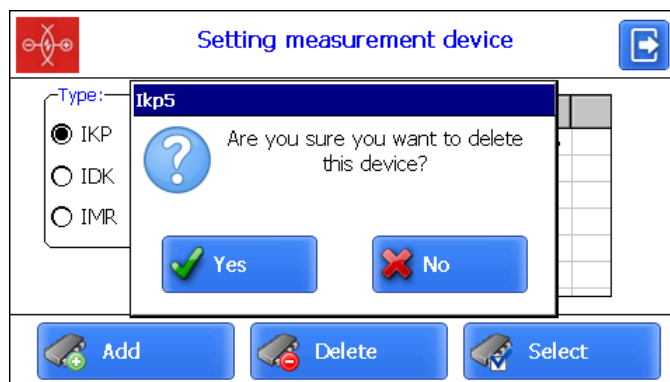 Setting measurement device
Type:
IKP
IDK
IMR
Ikp5
Are you sure you want to delete
this device?
Yes
No
Add
Delete
Select